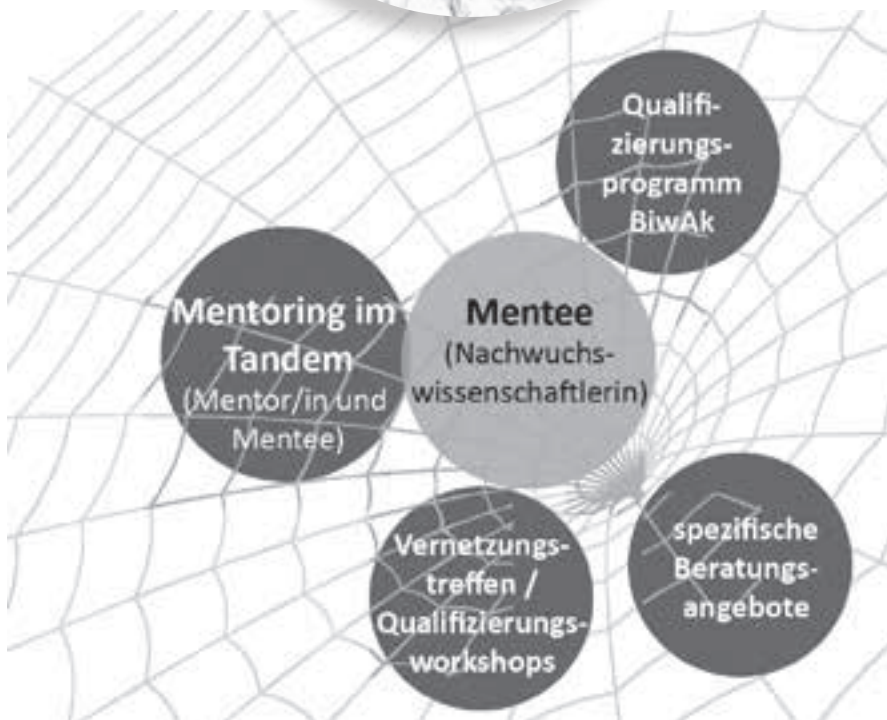 Qualifi-
zierungs-
programm
BiwAk
Mentoring im
Tandem
(Mentor/in und
Mentee)
Mentee
(Nachwuchs-
wissenschaftlerin)
Vernetzungs-
treffen /
Qualifizierungs-
workshops
spezifische
Beratungs-
angebote